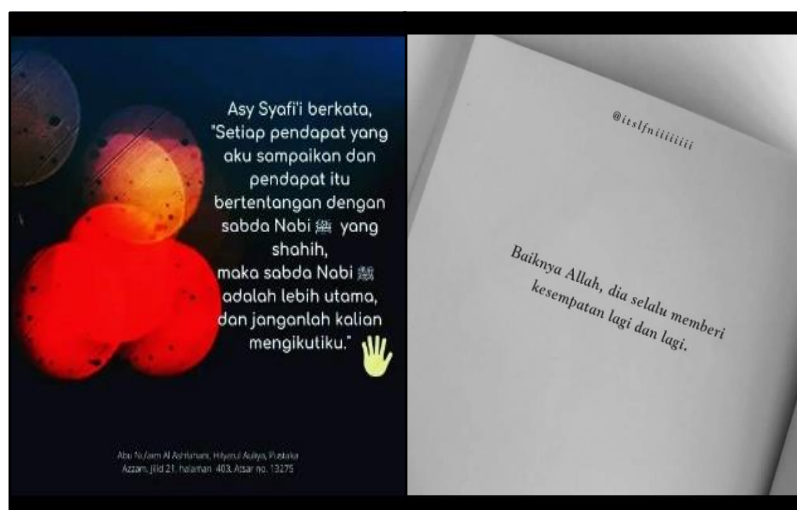 Asy Syafi'i berkata,
"Setiap pendapat yang
aku sampaikan dan
pendapat itu
bertentangan dengan
sabda Nabi ﷺ yang
shahih,
maka sabda Nabi ﷺ
adalah lebih utama,
dan janganlah kalian
mengikutiku."
Abu Nu'aim Al Ashfahani, Hilyatul Auliya, Pustaka
Azzam, jilid 21, halaman 403, Atsar no. 13275
@itslfniiiiiiii
Baiknya Allah, dia selalu memberi
kesempatan lagi dan lagi.